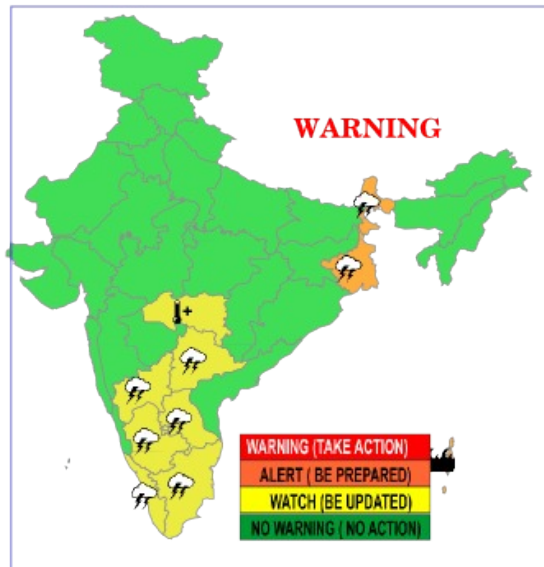 WARNING
WARNING (TAKE ACTION)
ALERT ( BE PREPARED)
WATCH (BE UPDATED)
NO WARNING ( NO ACTION)